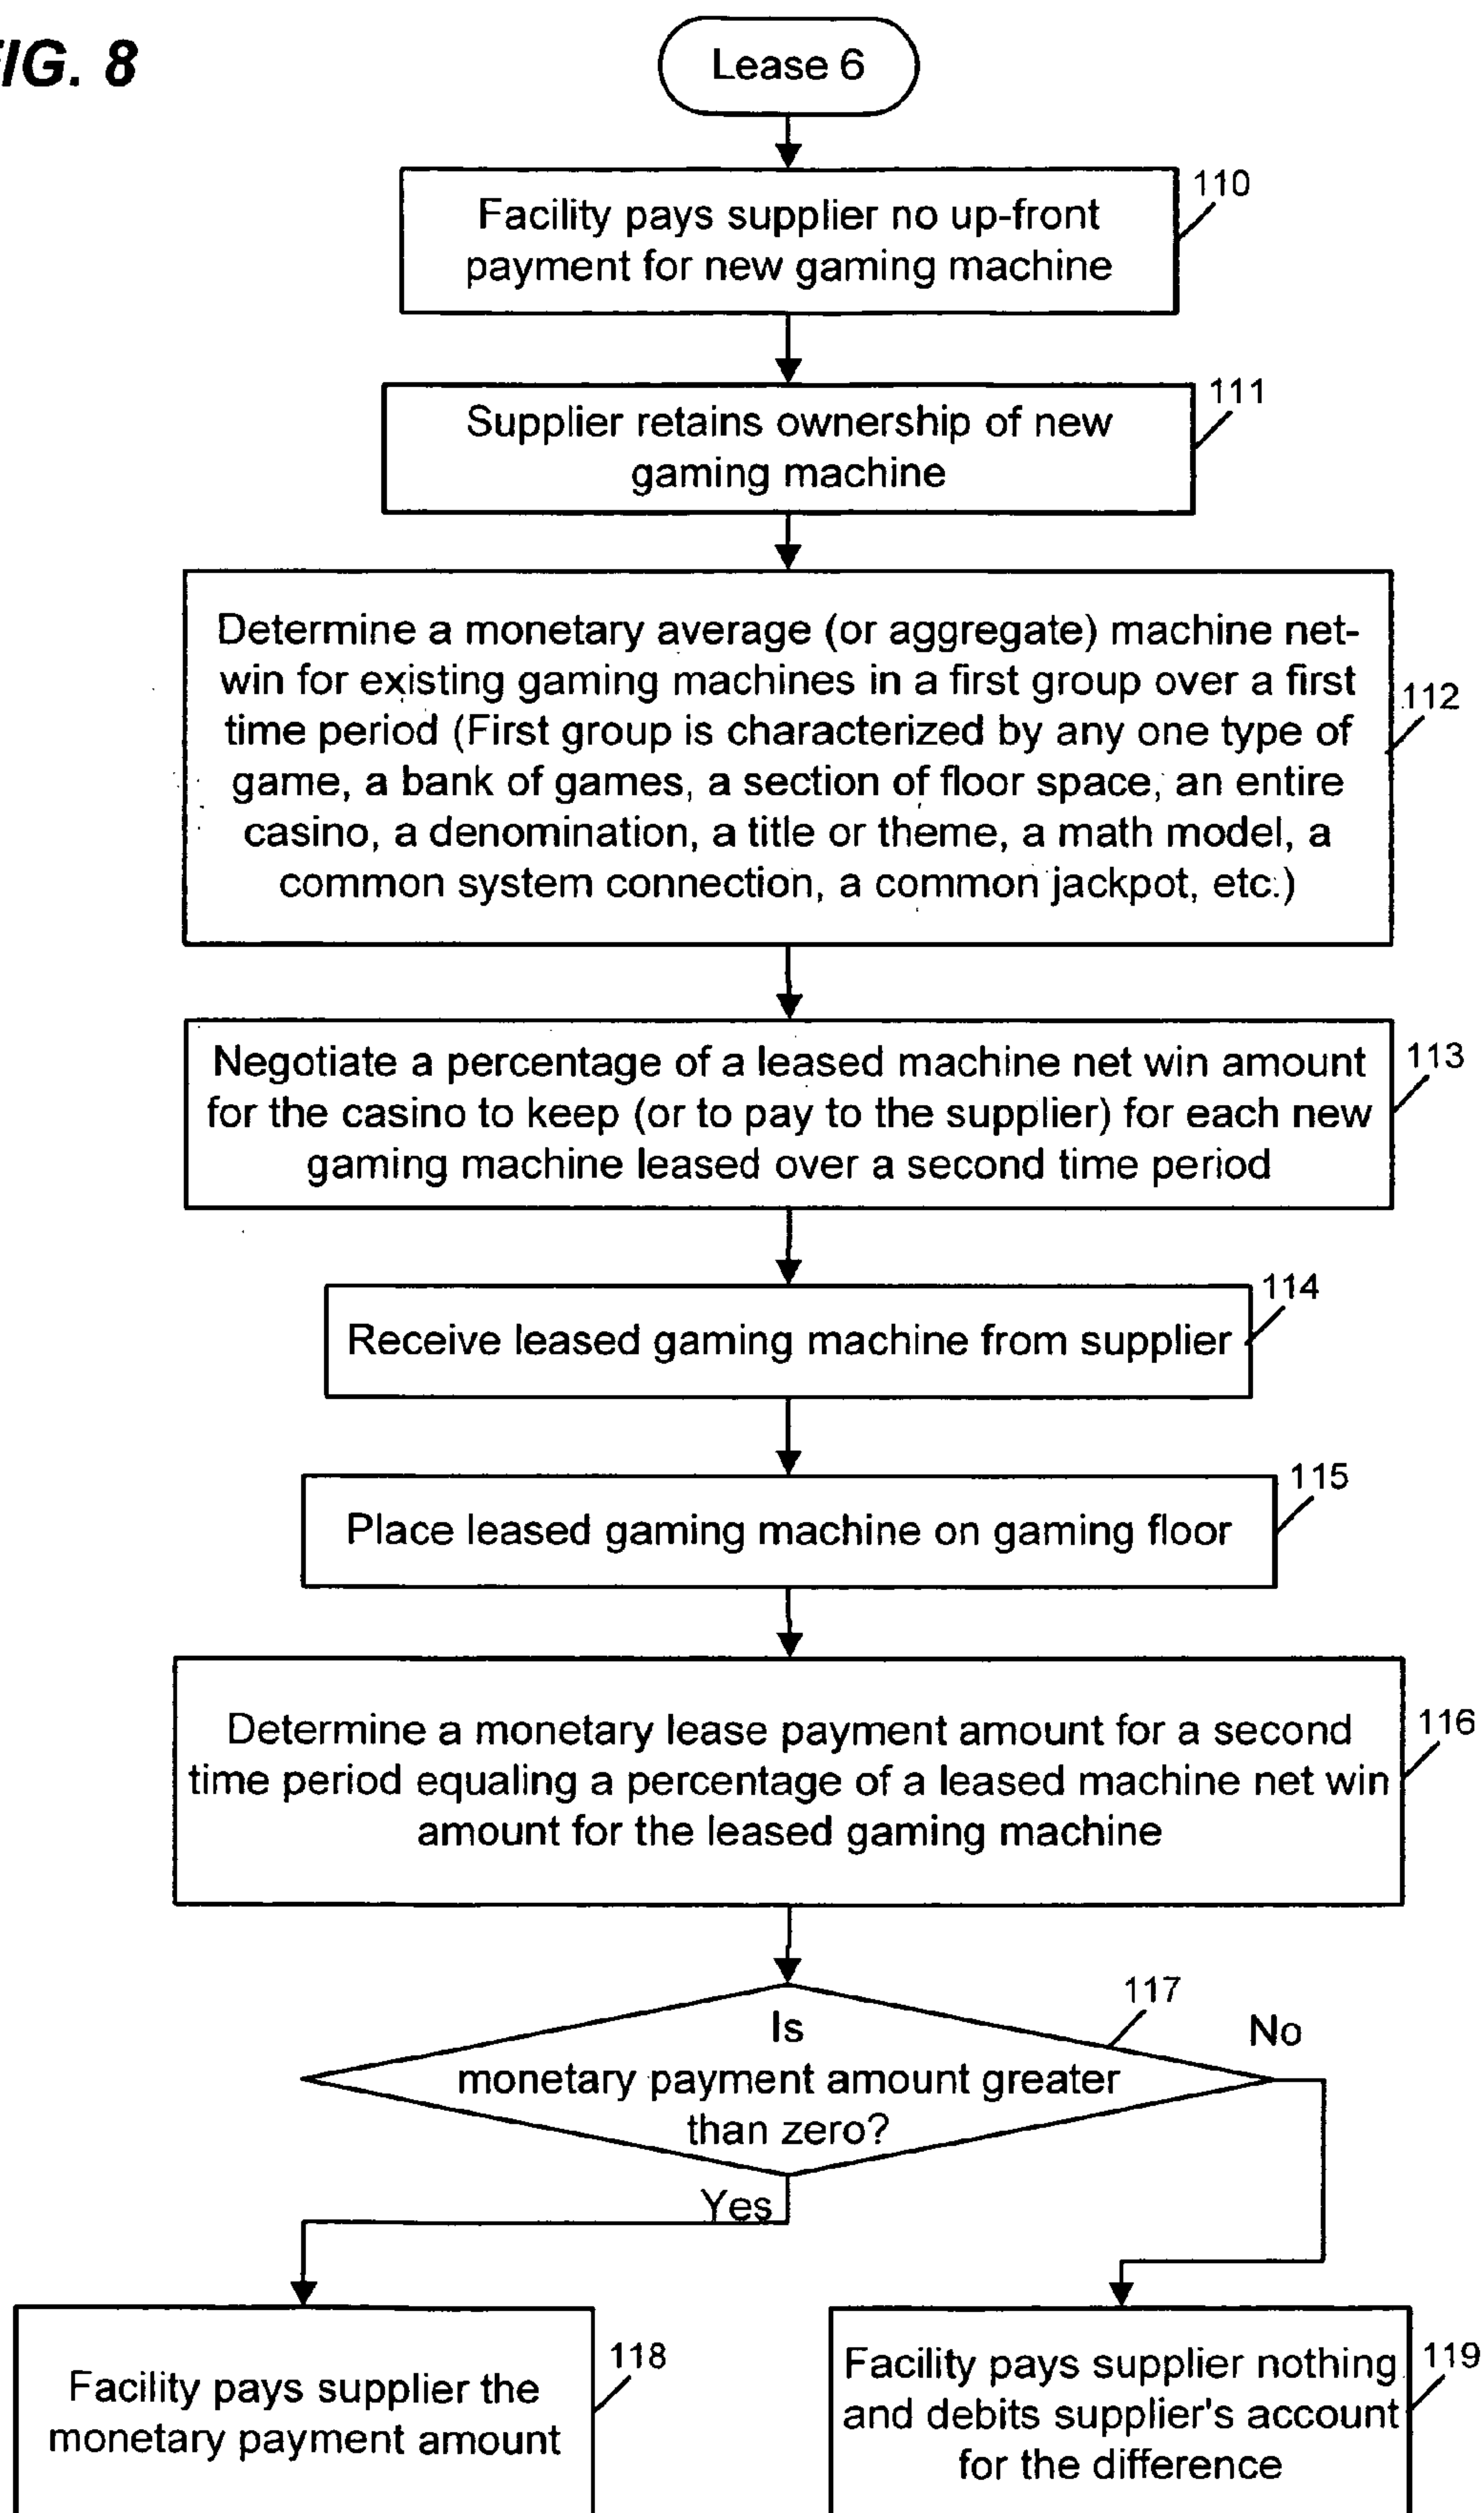 IG. 8
Lease 6
110
Facility pays supplier no up-front
payment for new gaming machine
111
Supplier retains ownership of new
gaming machine
Determine a monetary average (or aggregate) machine net-
win for existing gaming machines in a first group over a first
time period (First group is characterized by any one type of
game, a bank of games, a section of floor space, an entire
casino, a denomination, a title or theme, a math model, a
common system connection, a common jackpot, etc.)
112
Negotiate a percentage of a leased machine net win amount
for the casino to keep (or to pay to the supplier) for each new
gaming machine leased over a second time period
113
114
Receive leased gaming machine from supplier
115
Place leased gaming machine on gaming floor
Determine a monetary lease payment amount for a second
time period equaling a percentage of a leased machine net win
amount for the leased gaming machine
116
117
Is
monetary payment amount greater
than zero?
No
Yes
Facility pays supplier the
monetary payment amount
118
Facility pays supplier nothing
and debits supplier's account
for the difference
119